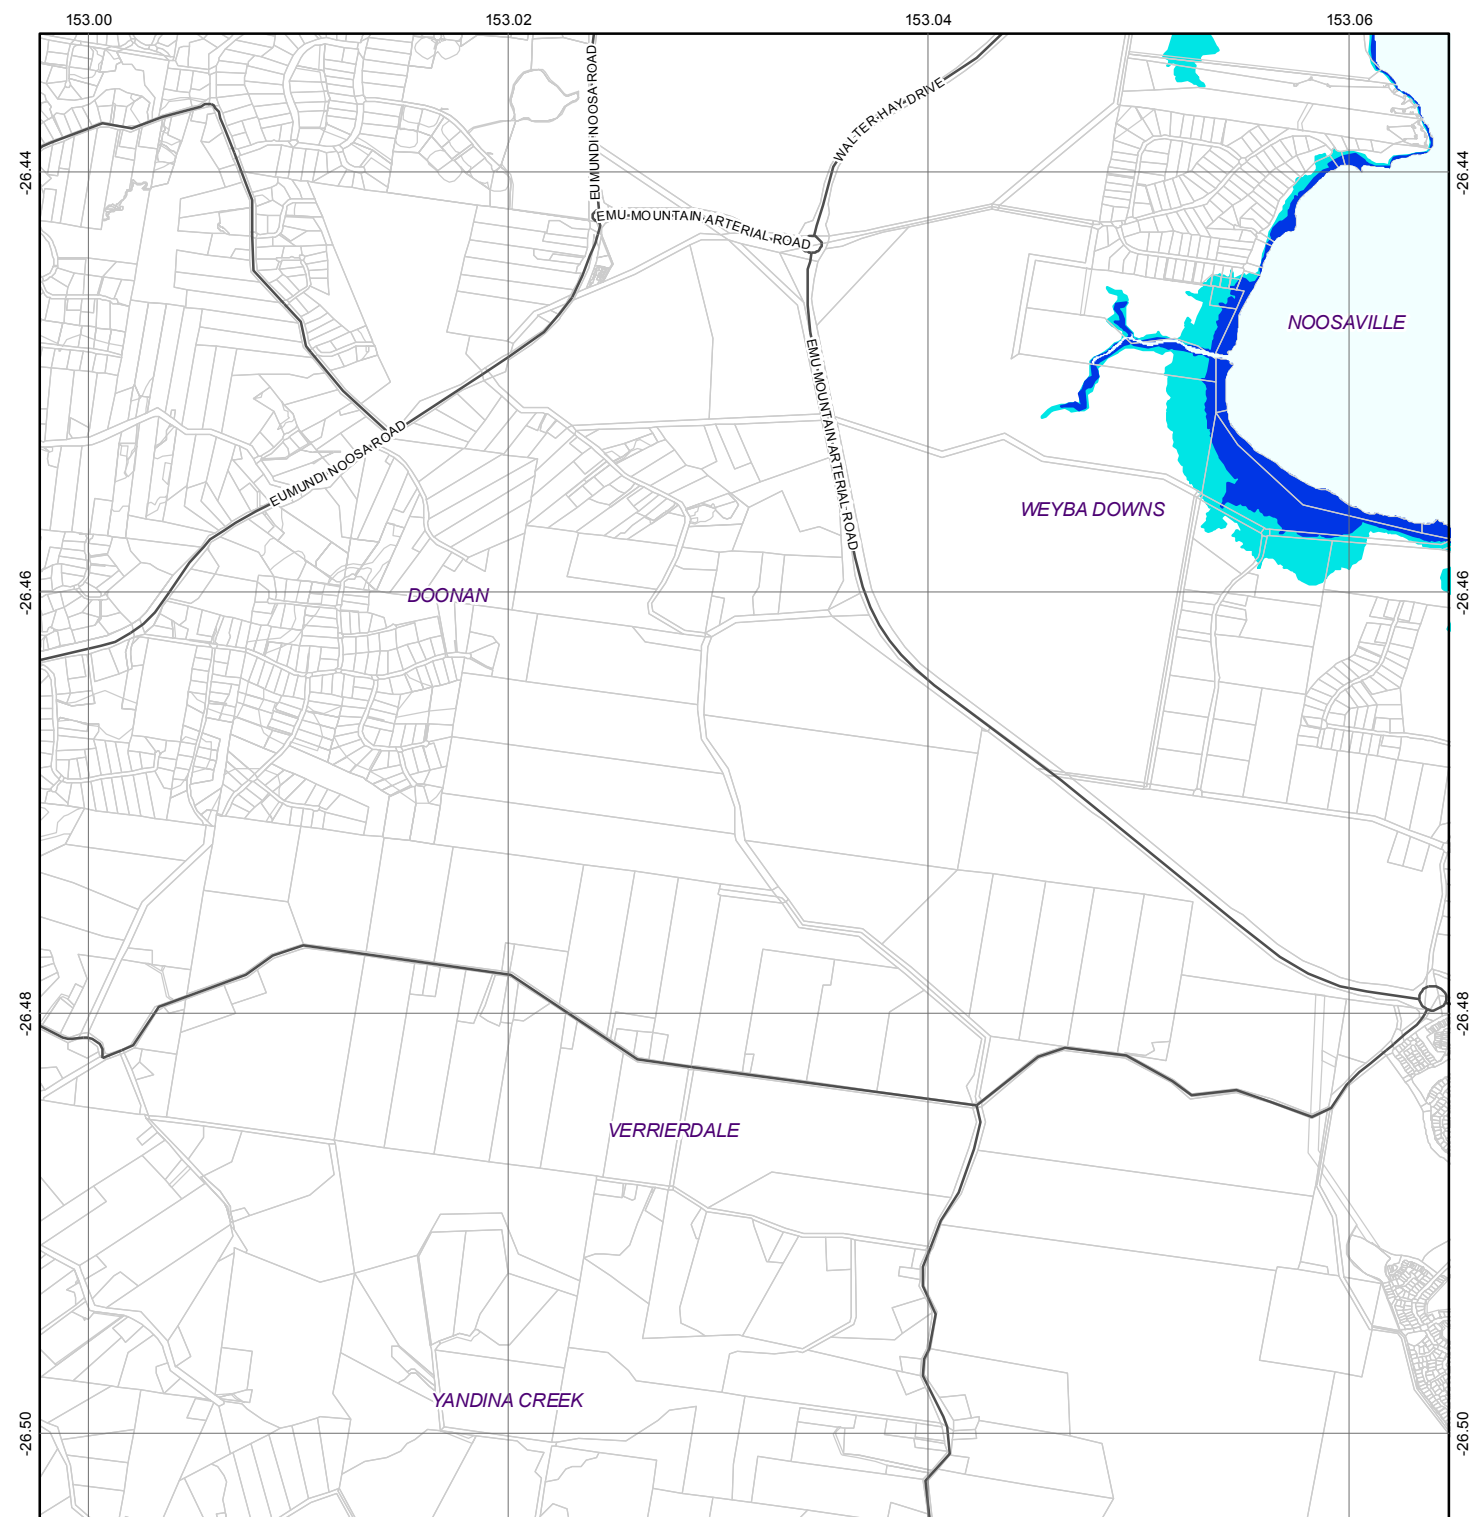 153.00
153.02
153.04
153.06
EUMUNDI NOOSA ROAD
WALTER HAY DRIVE
-26.44
-26.44
EMU MOUNTAIN ARTERIAL ROAD
NOOSAVILLE
EMU MOUNTAIN ARTERIAL ROAD
EUMUNDI NOOSA ROAD
WEYBA DOWNS
DOONAN
-26.46
-26.46
-26.48
-26.48
VERRIERDALE
YANDINA CREEK
-26.50
-26.50